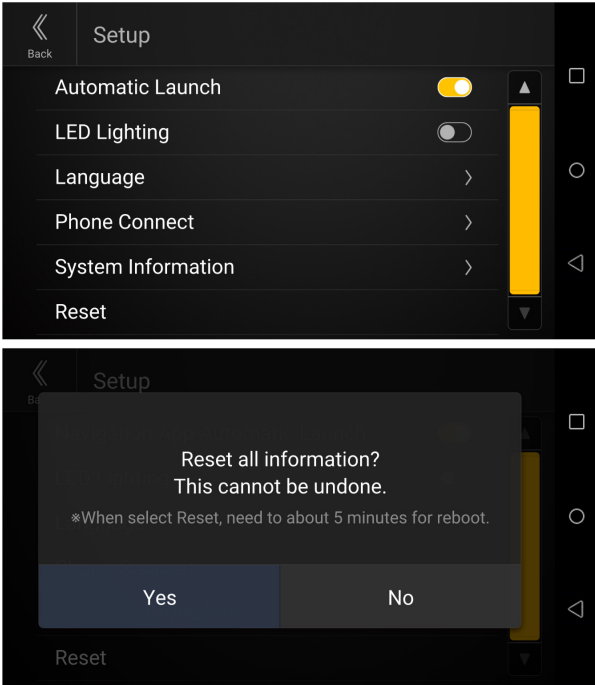 Setup
Back
Automatic Launch
LED Lighting
Language
Phone Connect
System Information
Reset
Setup
Reset all information?
This cannot be undone.
※When select Reset, need to about 5 minutes for reboot.
Yes
No
Reset